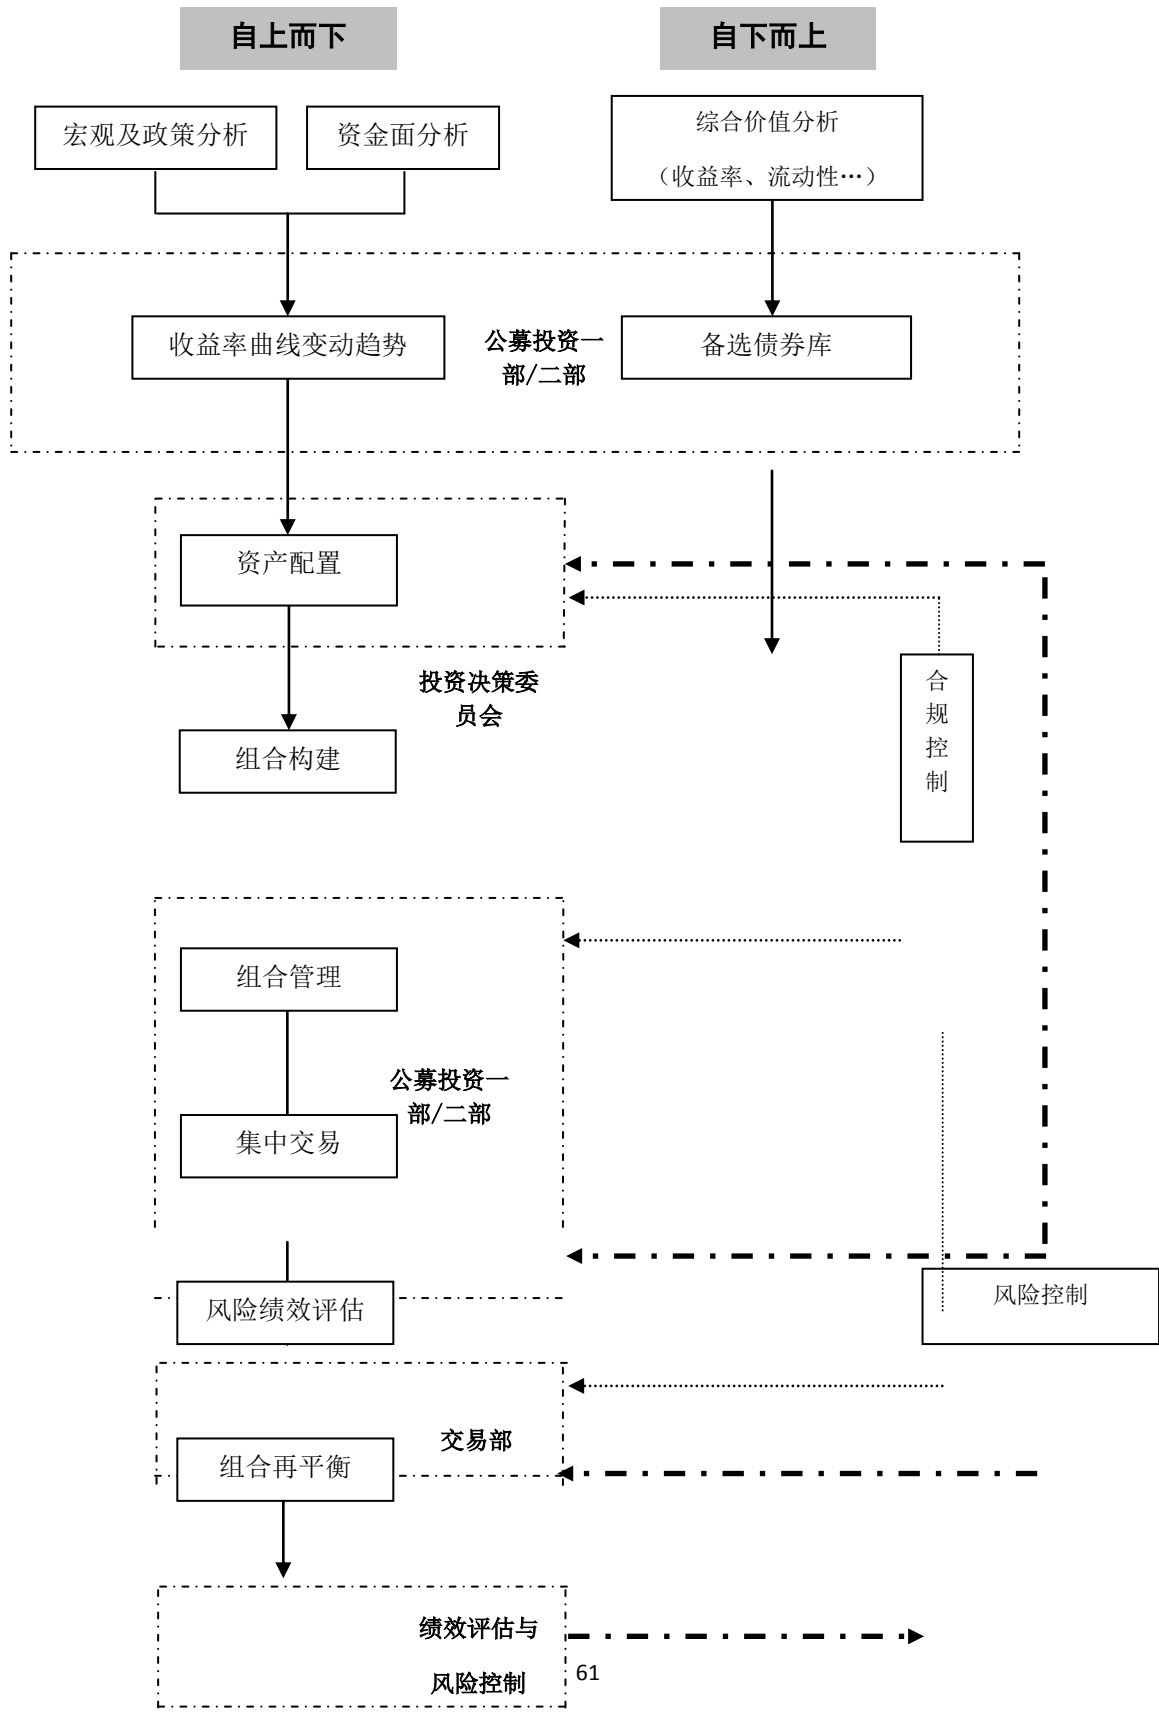 自上而下
自下而上
宏观及政策分析
资金面分析
综合价值分析
（收益率、流动性…）
收益率曲线变动趋势
公募投资一
部/二部
备选债券库
资产配置
投资决策委
员会
组合构建
合
规
控
制
组合管理
公募投资一
部/二部
集中交易
风险绩效评估
风险控制
交易部
组合再平衡
绩效评估与
风险控制
61